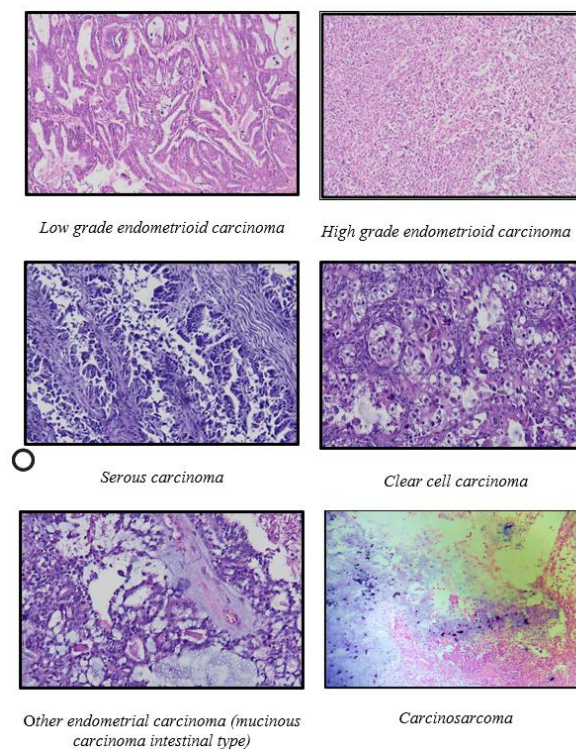 Low grade endometrioid carcinoma
High grade endometrioid carcinoma
Serous carcinoma
Clear cell carcinoma
Other endometrial carcinoma (mucinous
carcinoma intestinal type)
Carcinosarcoma